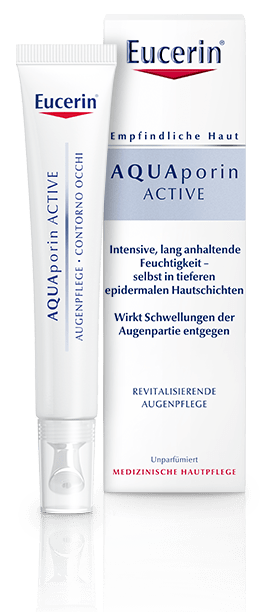 Eucerin®
AQUAporin ACTIVE
AUGENPFLEGE · CONTORNO OCCHI
Eucerin®
Empfindliche Haut
AQUAporin
ACTIVE
Intensive, lang anhaltende
Feuchtigkeit –
selbst in tieferen
epidermalen Hautschichten
Wirkt Schwellungen der
Augenpartie entgegen
REVITALISIERENDE
AUGENPFLEGE
Unparfümiert
MEDIZINISCHE HAUTPFLEGE